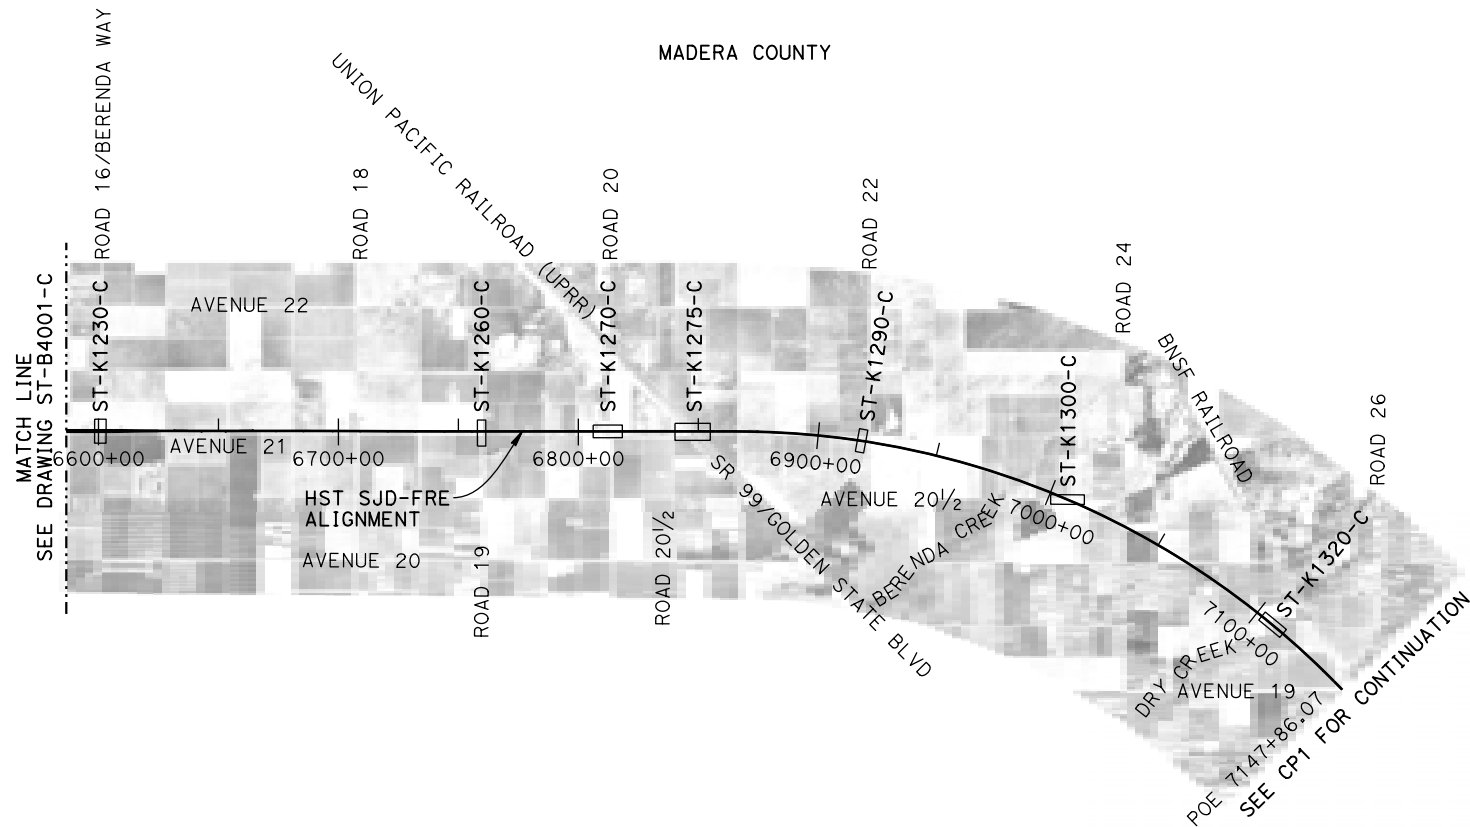 MADERA COUNTY
ROAD 16/BERENDA WAY
UNION PACIFIC RAILROAD (UPRR)
ROAD 18
ROAD 20
ROAD 22
ROAD 24
BNSF RAILROAD
ROAD 26
MATCH LINE
SEE DRAWING ST-B4001-C
AVENUE 22
ST-K1230-C
ST-K1260-C
ST-K1270-C
ST-K1275-C
ST-K1290-C
ST-K1300-C
ST-K1320-C
AVENUE 21
6600+00
6700+00
6800+00
6900+00
7000+00
7100+00
HST SJD-FRE
ALIGNMENT
AVENUE 20
ROAD 19
ROAD 20½
SR 99/GOLDEN STATE BLVD
AVENUE 20½
BERENDA CREEK
DRY CREEK
AVENUE 19
POE 7147+86.07
SEE CP1 FOR CONTINUATION